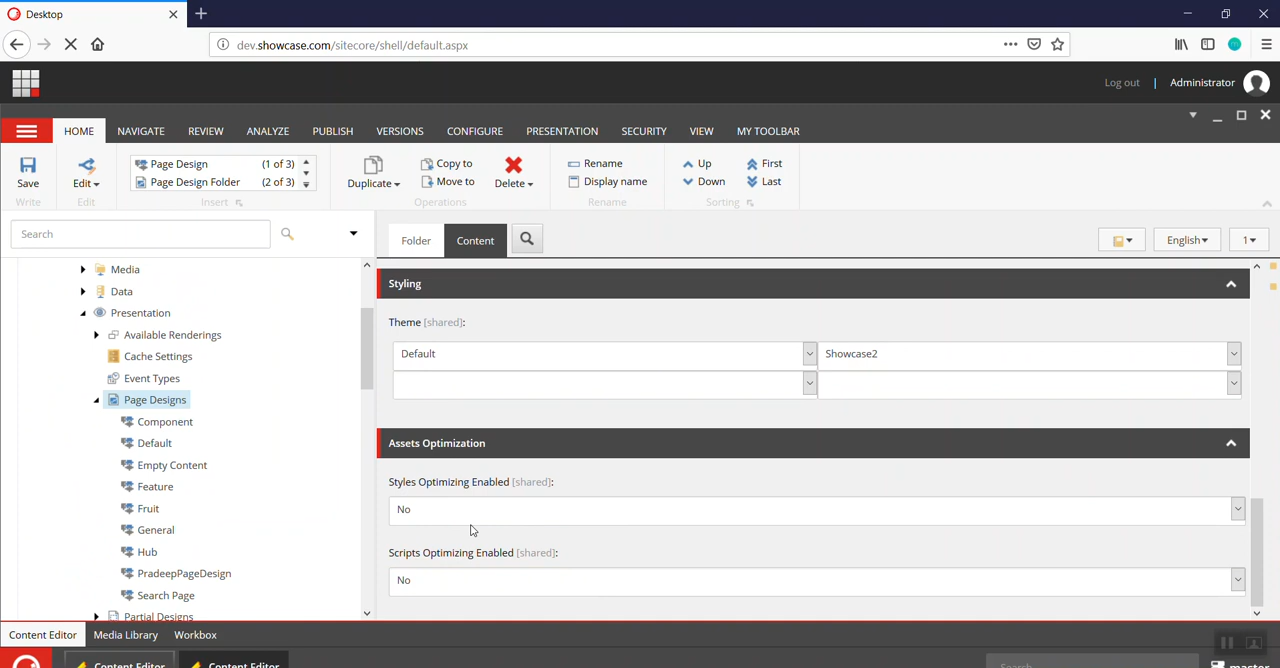 Desktop
dev.showcase.com/sitecore/shell/default.aspx
Log out | Administrator
HOME NAVIGATE REVIEW ANALYZE PUBLISH VERSIONS CONFIGURE PRESENTATION SECURITY VIEW MY TOOLBAR
Page Design (1 of 3) Copy to Rename Up First
Save Edit Page Design Folder (2 of 3) Duplicate Move to Delete Display name Down Last
Write Edit Insert Operations Rename Sorting
Search
Folder Content English 1
Media
Data
Presentation
Available Renderings
Cache Settings
Event Types
Page Designs
Component
Default
Empty Content
Feature
Fruit
General
Hub
PradeepPageDesign
Search Page
Partial Designs
Styling
Theme [shared]:
Default Showcase2
Assets Optimization
Styles Optimizing Enabled [shared]:
No
Scripts Optimizing Enabled [shared]:
No
Content Editor Media Library Workbox
Content Editor Content Editor Search master